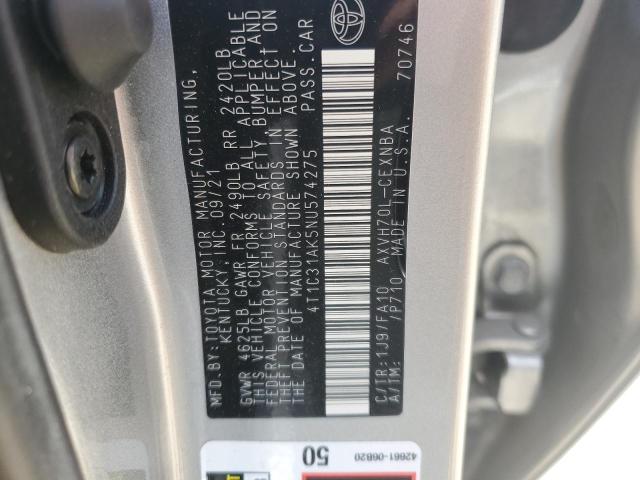 MFD.BY:TOYOTA MOTOR MANUFACTURING,
KENTUCKY, INC. 09/21
GVWR 4625LB GAWR FR 2490LB RR 2420LB
THIS VEHICLE CONFORMS TO ALL APPLICABLE
FEDERAL MOTOR VEHICLE SAFETY, BUMPER, AND
THEFT PREVENTION STANDARDS IN EFFECT ON
THE DATE OF MANUFACTURE SHOWN ABOVE.
4T1C31AK5NU574275 PASS.CAR
C/TR:1J9/FA10 AXVH70L-CEXNBA
A/TM: /P710 MADE IN U.S.A.
70746
42661-06B20
50